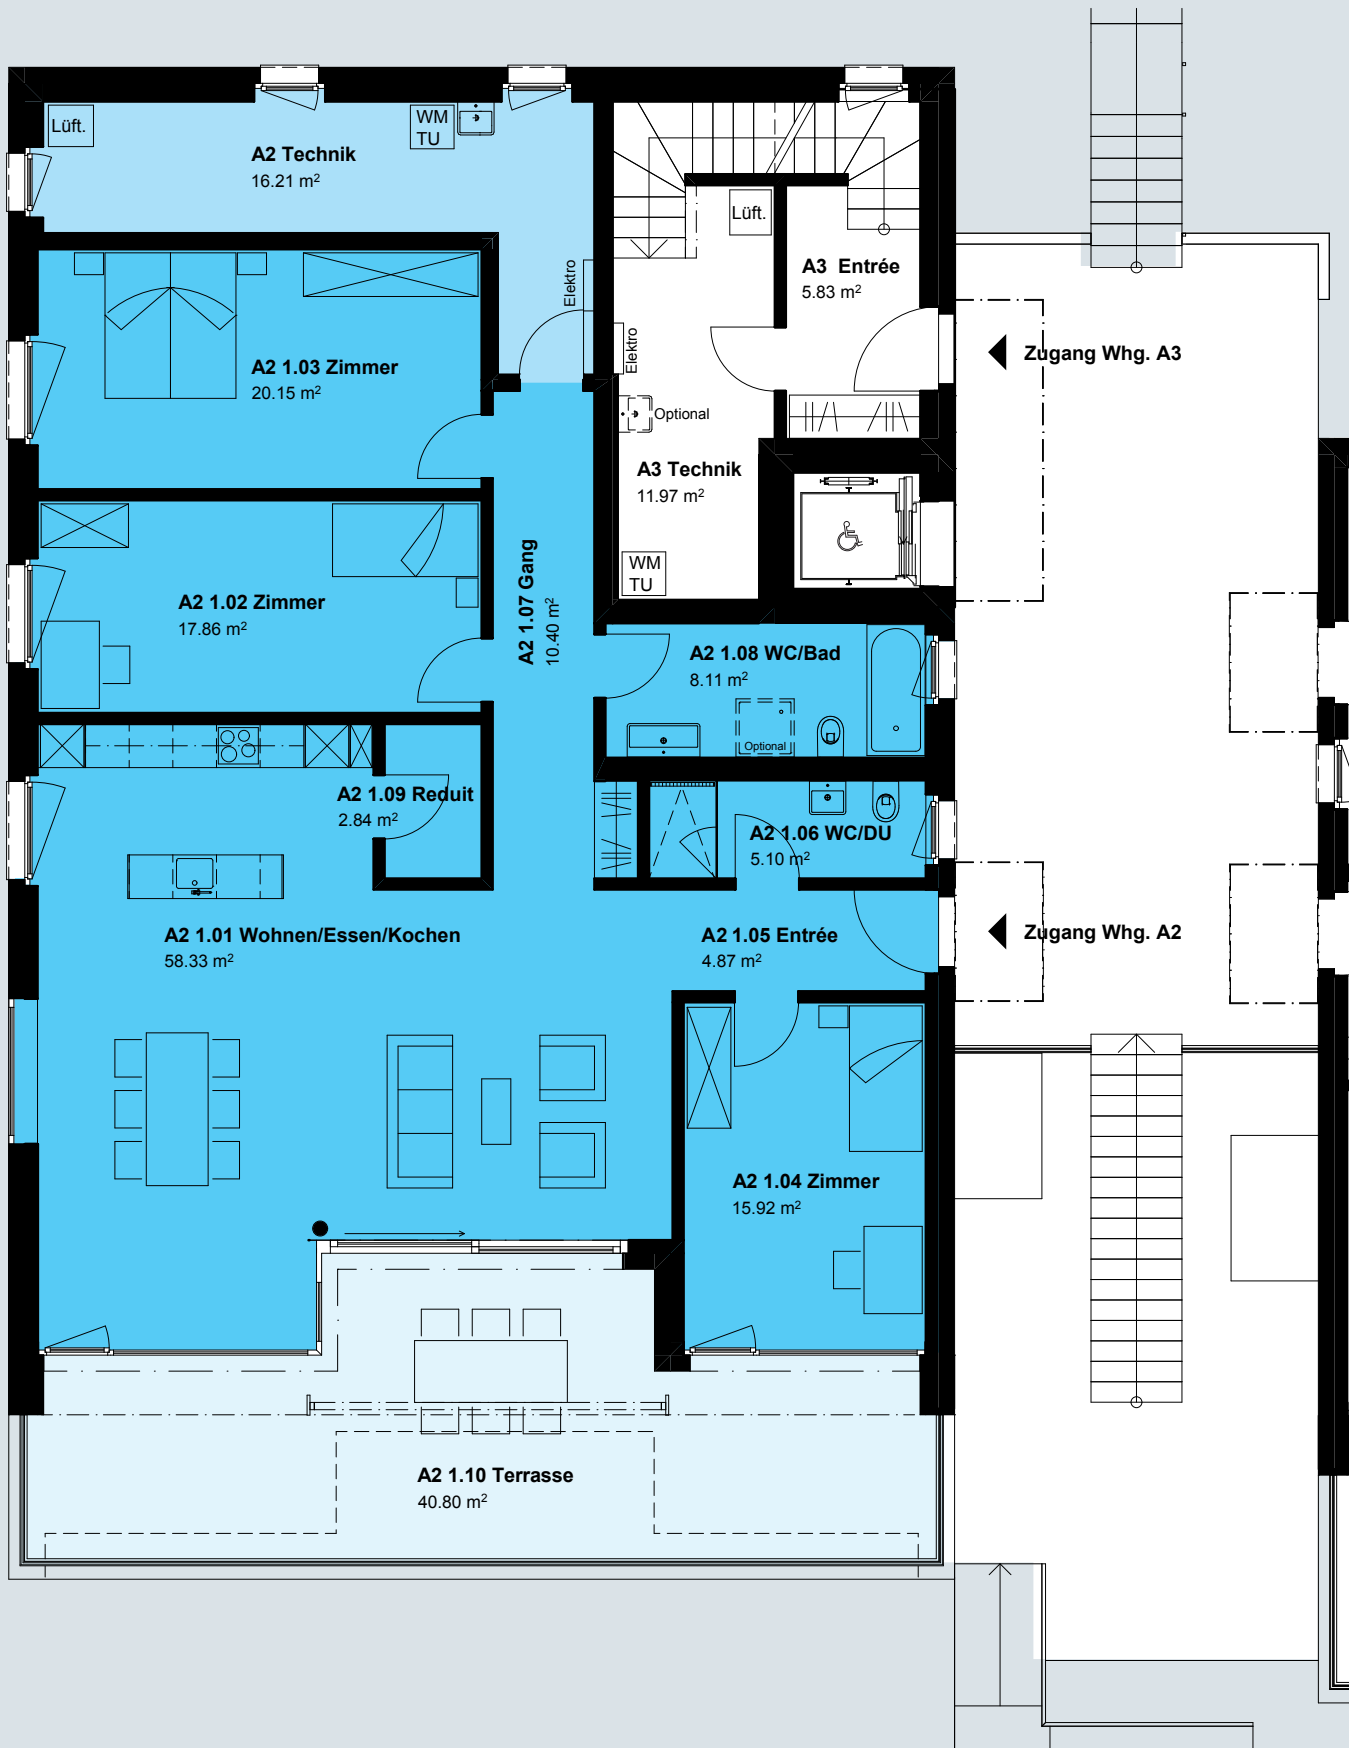 Lüft.
WM
TU
A2 Technik
16.21 m²
Elektro
Lüft.
A3 Entrée
5.83 m²
Elektro
Zugang Whg. A3
A2 1.03 Zimmer
20.15 m²
Optional
A3 Technik
11.97 m²
WM
TU
A2 1.02 Zimmer
17.86 m²
A2 1.07 Gang
10.40 m²
A2 1.08 WC/Bad
8.11 m²
Optional
A2 1.09 Reduit
2.84 m²
A2 1.06 WC/DU
5.10 m²
A2 1.01 Wohnen/Essen/Kochen
58.33 m²
A2 1.05 Entrée
4.87 m²
Zugang Whg. A2
A2 1.04 Zimmer
15.92 m²
A2 1.10 Terrasse
40.80 m²